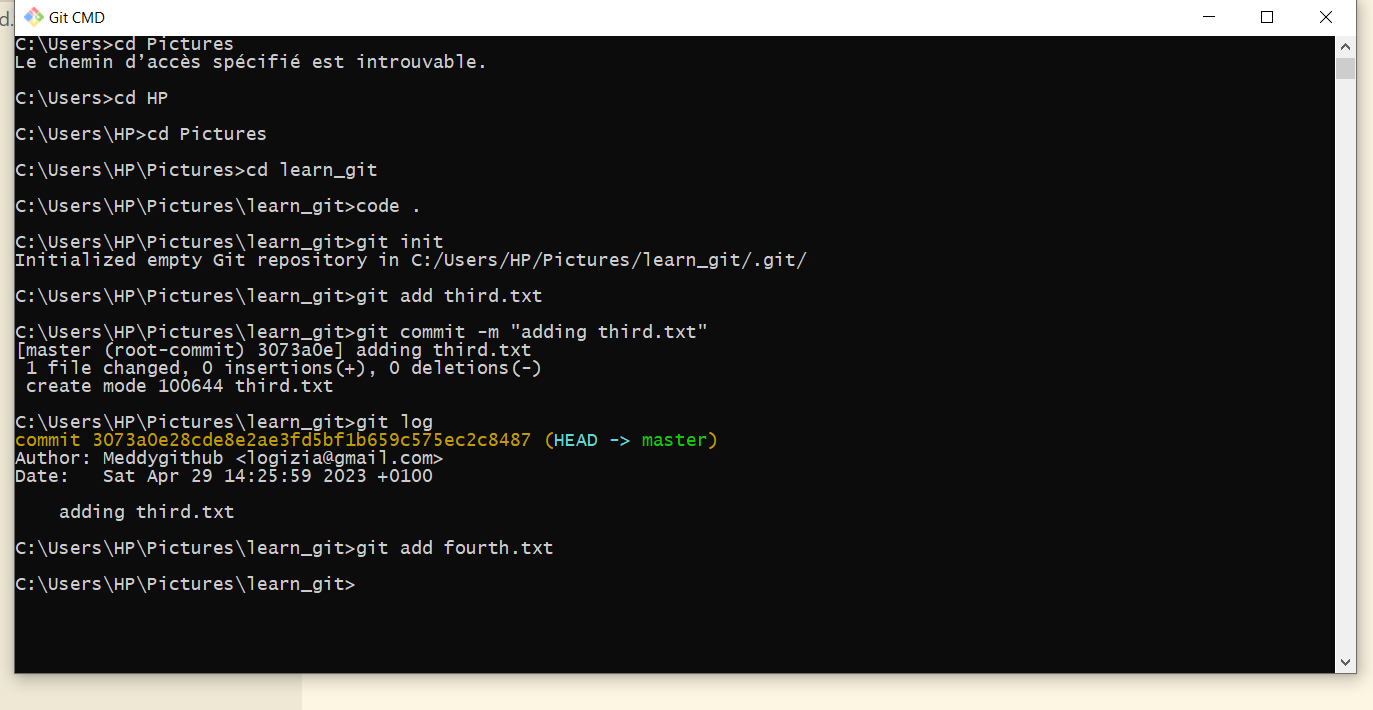 d.
Git CMD
C:\Users>cd Pictures
Le chemin d’accès spécifié est introuvable.
C:\Users>cd HP
C:\Users\HP>cd Pictures
C:\Users\HP\Pictures>cd learn_git
C:\Users\HP\Pictures\learn_git>code .
C:\Users\HP\Pictures\learn_git>git init
Initialized empty Git repository in C:/Users/HP/Pictures/learn_git/.git/
C:\Users\HP\Pictures\learn_git>git add third.txt
C:\Users\HP\Pictures\learn_git>git commit -m "adding third.txt"
[master (root-commit) 3073a0e] adding third.txt
 1 file changed, 0 insertions(+), 0 deletions(-)
 create mode 100644 third.txt
C:\Users\HP\Pictures\learn_git>git log
commit 3073a0e28cde8e2ae3fd5bf1b659c575ec2c8487 (HEAD -> master)
Author: Meddygithub <logizia@gmail.com>
Date:   Sat Apr 29 14:25:59 2023 +0100
    adding third.txt
C:\Users\HP\Pictures\learn_git>git add fourth.txt
C:\Users\HP\Pictures\learn_git>